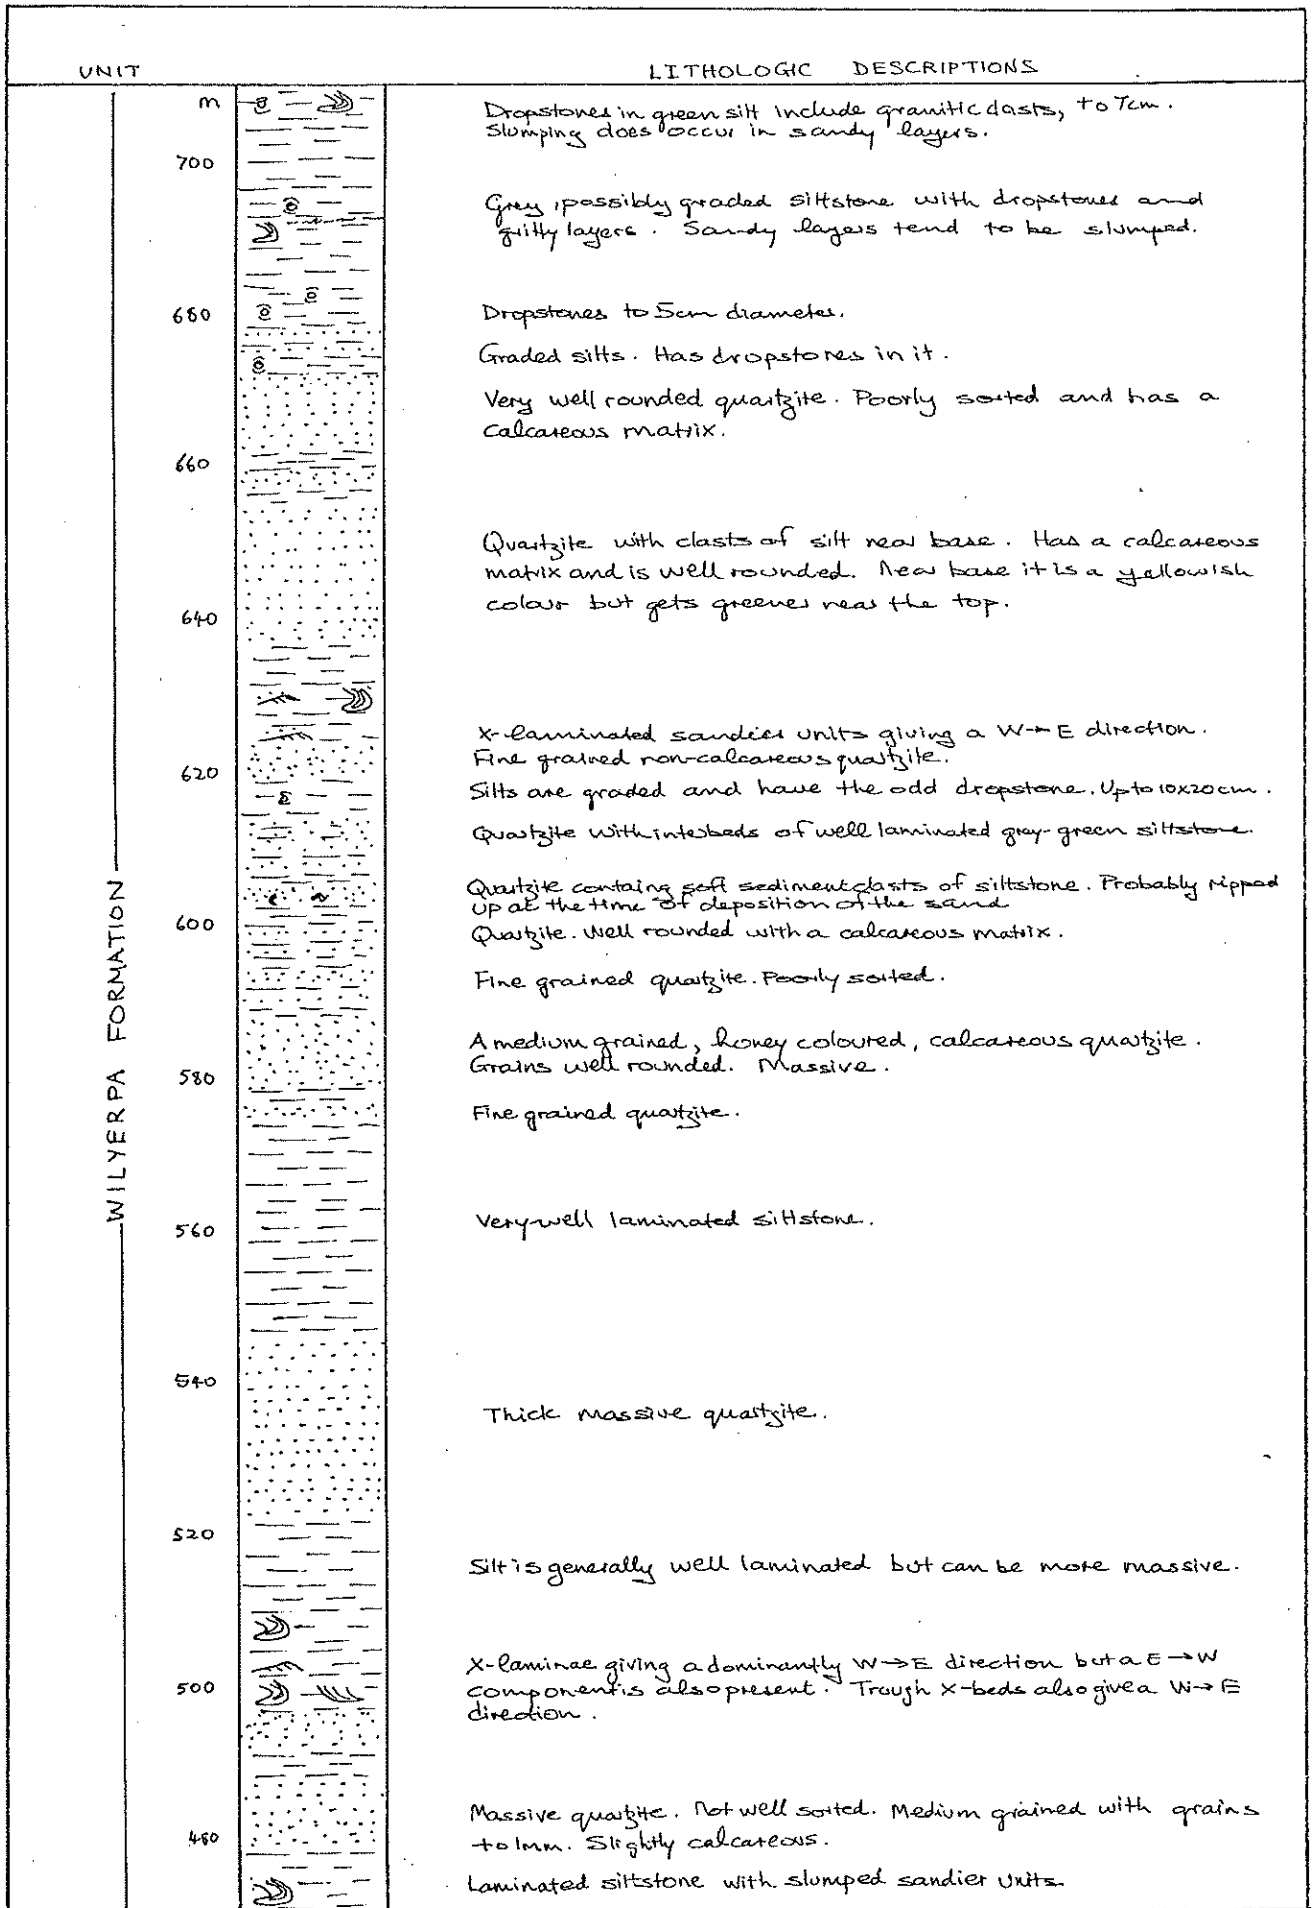 UNIT
LITHOLOGIC DESCRIPTIONS
m
Dropstones in green silt include granitic clasts, to 7cm.
Slumping does occur in sandy layers.
700
Grey, possibly graded siltstone with dropstones and
gritty layers. Sandy layers tend to be slumped.
680
Dropstones to 5cm diameter.
Graded silts. Has dropstones in it.
Very well rounded quartzite. Poorly sorted and has a
calcareous matrix.
660
Quartzite with clasts of silt near base. Has a calcareous
matrix and is well rounded. Near base it is a yellowish
colour but gets greener near the top.
640
X-laminated sandier units giving a W→E direction.
Fine grained non-calcareous quartzite.
620
Silts are graded and have the odd dropstone. Up to 10x20cm.
Quartzite with interbeds of well laminated grey-green siltstone.
Quartzite containg soft sediment clasts of siltstone. Probably ripped
up at the time of deposition of the sand
600
Quartzite. Well rounded with a calcareous matrix.
Fine grained quartzite. Poorly sorted.
A medium grained, honey coloured, calcareous quartzite.
Grains well rounded. Massive.
580
Fine grained quartzite.
WILYERPA FORMATION
Very well laminated siltstone.
560
540
Thick massive quartzite.
520
Silt is generally well laminated but can be more massive.
X-laminae giving a dominantly W→E direction but a E→W
500
component is also present. Trough X-beds also give a W→E
direction.
Massive quartzite. Not well sorted. Medium grained with grains
480
to 1mm. Slightly calcareous.
Laminated siltstone with slumped sandier units.